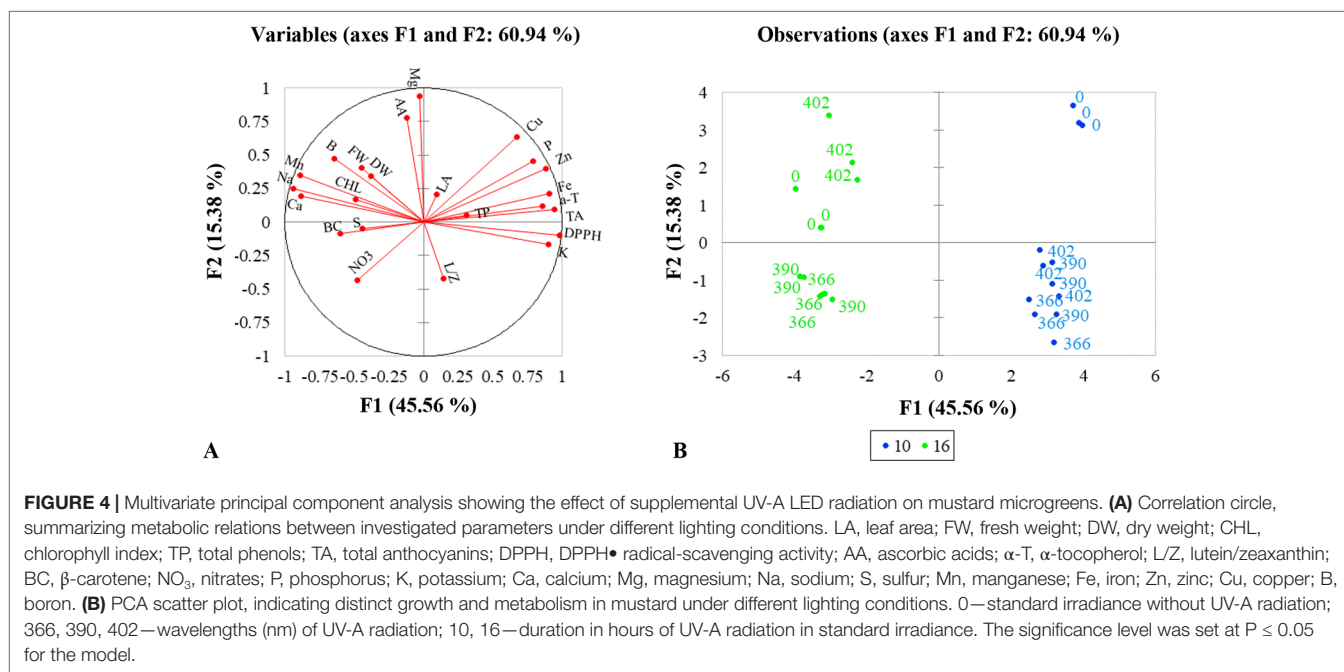 Variables (axes F1 and F2: 60.94 %)
1
0.75
0.5
0.25
0
-0.25
-0.5
-0.75
-1
F2 (15.38 %)
Mg
AA
Cu
P
Zn
B
FW
DW
Mn
Na
CHL
LA
Fe
Ca
a-T
TP
TA
BC
S
DPPH
K
NO3
L/Z
-1 -0.75 -0.5 -0.25 0 0.25 0.5 0.75 1
F1 (45.56 %)
A
Observations (axes F1 and F2: 60.94 %)
4
3
2
1
0
-1
-2
-3
F2 (15.38 %)
402
402
402
0
0
0
390
366
390
366
390
366
0
0
0
402
390
402
390
402
366
390
366
366
-6 -4 -2 0 2 4 6
F1 (45.56 %)
B
10 16
FIGURE 4 | Multivariate principal component analysis showing the effect of supplemental UV-A LED radiation on mustard microgreens. (A) Correlation circle,
summarizing metabolic relations between investigated parameters under different lighting conditions. LA, leaf area; FW, fresh weight; DW, dry weight; CHL,
chlorophyll index; TP, total phenols; TA, total anthocyanins; DPPH, DPPH• radical-scavenging activity; AA, ascorbic acids; α-T, α-tocopherol; L/Z, lutein/zeaxanthin;
BC, β-carotene; NO₃, nitrates; P, phosphorus; K, potassium; Ca, calcium; Mg, magnesium; Na, sodium; S, sulfur; Mn, manganese; Fe, iron; Zn, zinc; Cu, copper; B,
boron. (B) PCA scatter plot, indicating distinct growth and metabolism in mustard under different lighting conditions. 0—standard irradiance without UV-A radiation;
366, 390, 402—wavelengths (nm) of UV-A radiation; 10, 16—duration in hours of UV-A radiation in standard irradiance. The significance level was set at P ≤ 0.05
for the model.